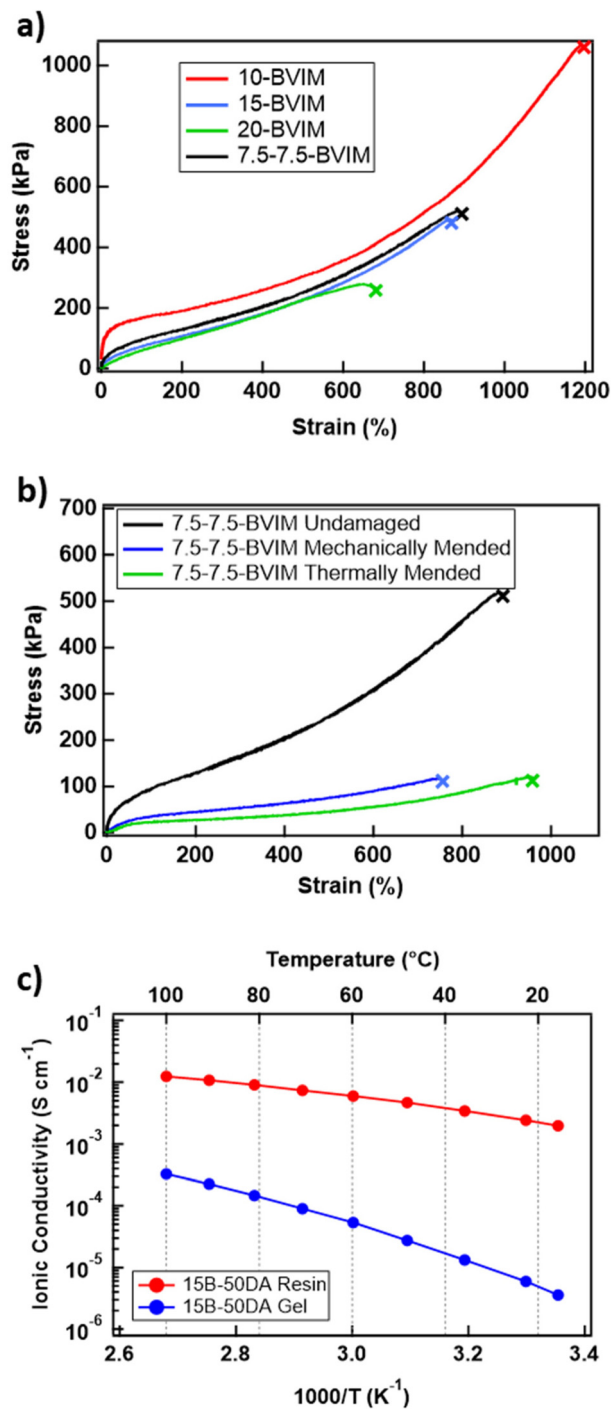 a)
1000
800
600
400
200
0
Stress (kPa)
10-BVIM
15-BVIM
20-BVIM
7.5-7.5-BVIM
0 200 400 600 800 1000 1200
Strain (%)
b)
700
600
500
400
300
200
100
0
Stress (kPa)
7.5-7.5-BVIM Undamaged
7.5-7.5-BVIM Mechanically Mended
7.5-7.5-BVIM Thermally Mended
0 200 400 600 800 1000
Strain (%)
c)
Temperature (°C)
100 80 60 40 20
10⁻¹
10⁻²
10⁻³
10⁻⁴
10⁻⁵
10⁻⁶
Ionic Conductivity (S cm⁻¹)
15B-50DA Resin
15B-50DA Gel
2.6 2.8 3.0 3.2 3.4
1000/T (K⁻¹)